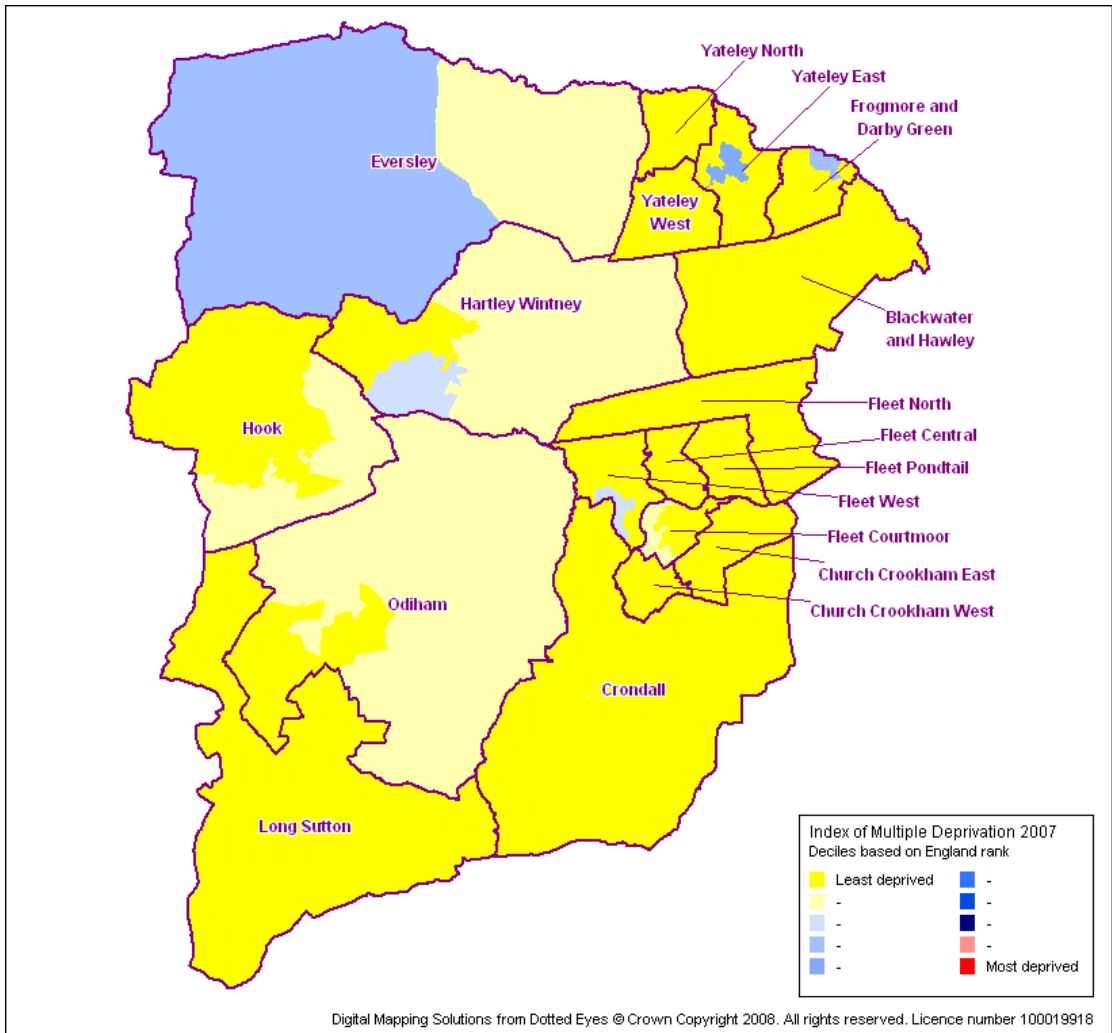 Yateley North
Yateley East
Frogmore and
Darby Green
Eversley
Yateley
West
Hartley Wintney
Blackwater
and Hawley
Fleet North
Hook
Fleet Central
Fleet Pondtail
Fleet West
Fleet Courtmoor
Church Crookham East
Odiham
Church Crookham West
Crondall
Long Sutton
Index of Multiple Deprivation 2007
Deciles based on England rank
Least deprived
-
-
-
-
-
-
-
-
Most deprived
Digital Mapping Solutions from Dotted Eyes © Crown Copyright 2008. All rights reserved. Licence number 100019918